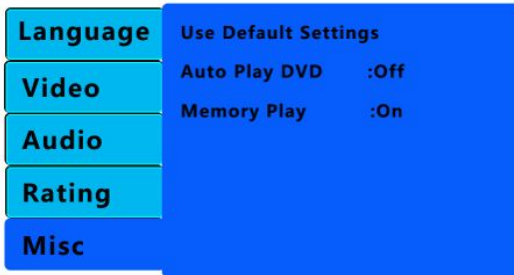 Language
Video
Audio
Rating
Misc
Use Default Settings
Auto Play DVD :Off
Memory Play :On